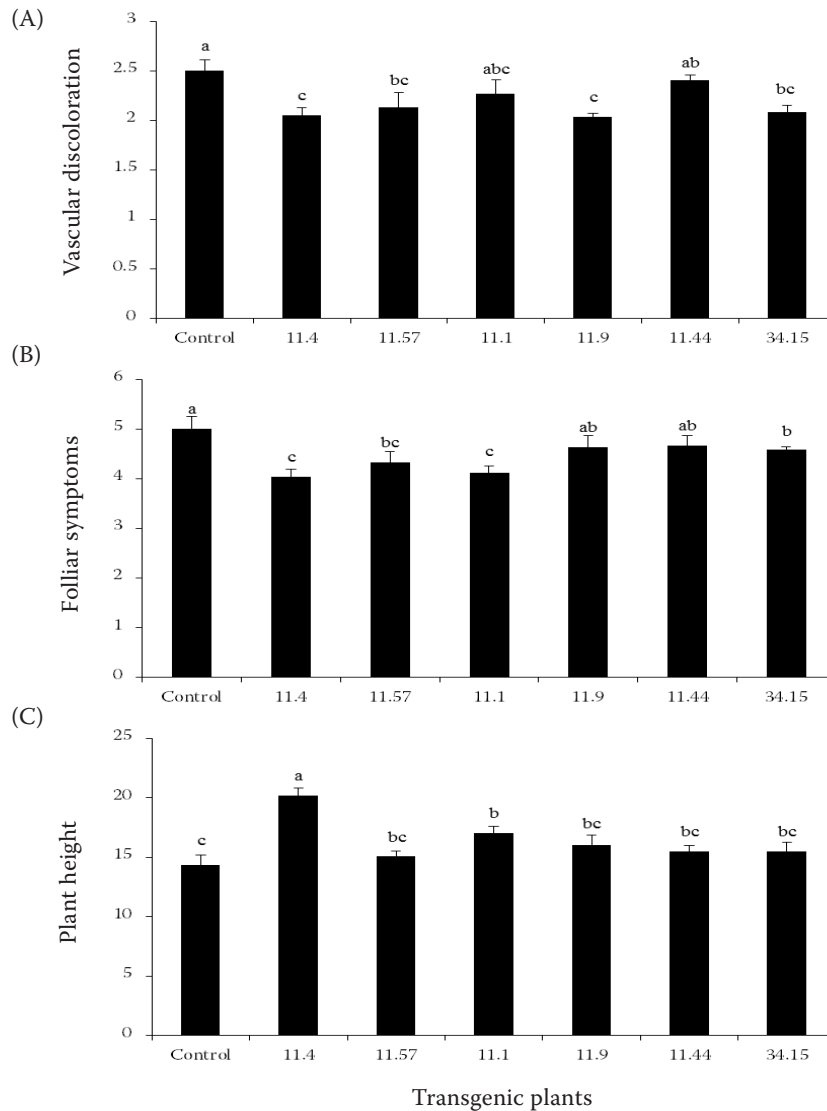 (A)
3
2.5
2
1.5
1
0.5
0
Vascular discoloration
a
c
bc
abc
c
ab
bc
Control 11.4 11.57 11.1 11.9 11.44 34.15
(B)
6
5
4
3
2
1
0
Folliar symptoms
a
c
bc
c
ab
ab
b
Control 11.4 11.57 11.1 11.9 11.44 34.15
(C)
25
20
15
10
5
0
Plant height
c
a
bc
b
bc
bc
bc
Control 11.4 11.57 11.1 11.9 11.44 34.15
Transgenic plants